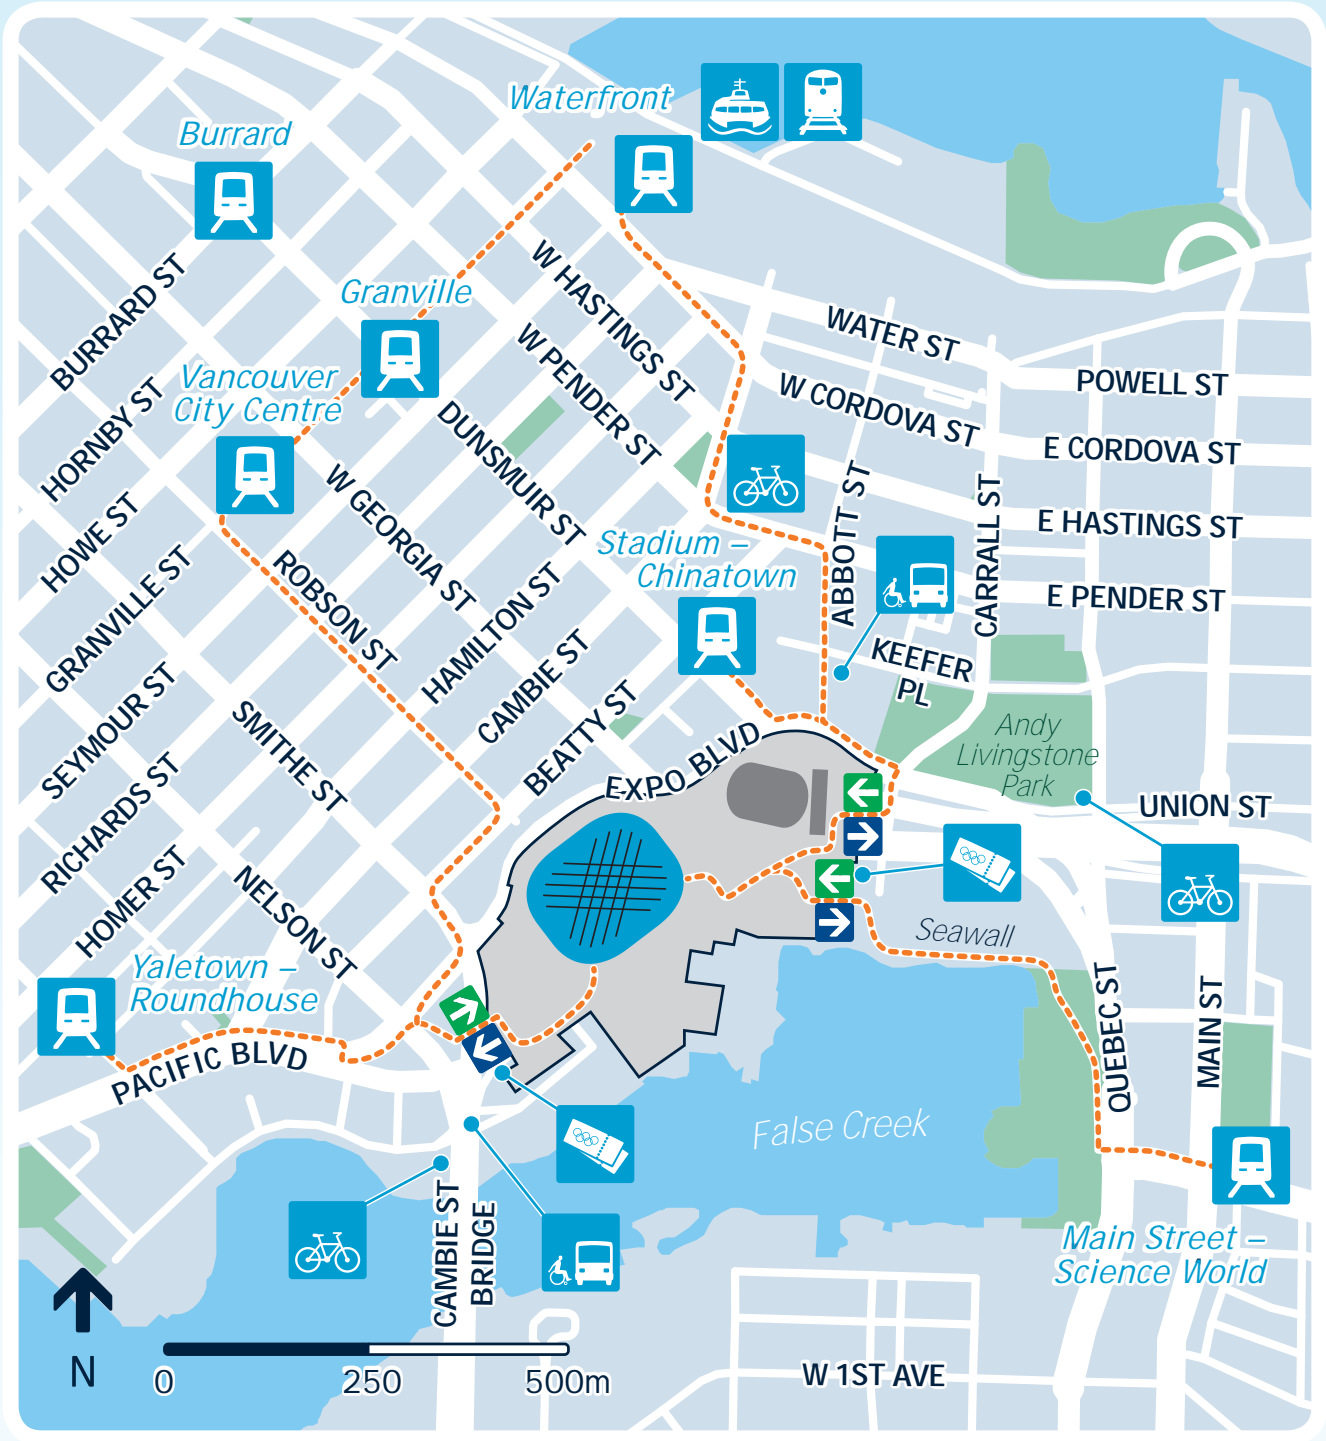 Waterfront
Burrard
Granville
Vancouver
City Centre
BURRARD ST
HORNBY ST
HOWE ST
GRANVILLE ST
SEYMOUR ST
RICHARDS ST
HOMER ST
W HASTINGS ST
W PENDER ST
DUNSMUIR ST
W GEORGIA ST
ROBSON ST
SMITHE ST
NELSON ST
HAMILTON ST
CAMBIE ST
BEATTY ST
WATER ST
W CORDOVA ST
POWELL ST
E CORDOVA ST
E HASTINGS ST
E PENDER ST
ABBOTT ST
CARRALL ST
Stadium –
Chinatown
KEEFER
PL
EXPO BLVD
Andy
Livingstone
Park
UNION ST
Seawall
Yaletown –
Roundhouse
PACIFIC BLVD
QUEBEC ST
MAIN ST
False Creek
CAMBIE ST
BRIDGE
Main Street –
Science World
W 1ST AVE
N
0
250
500m